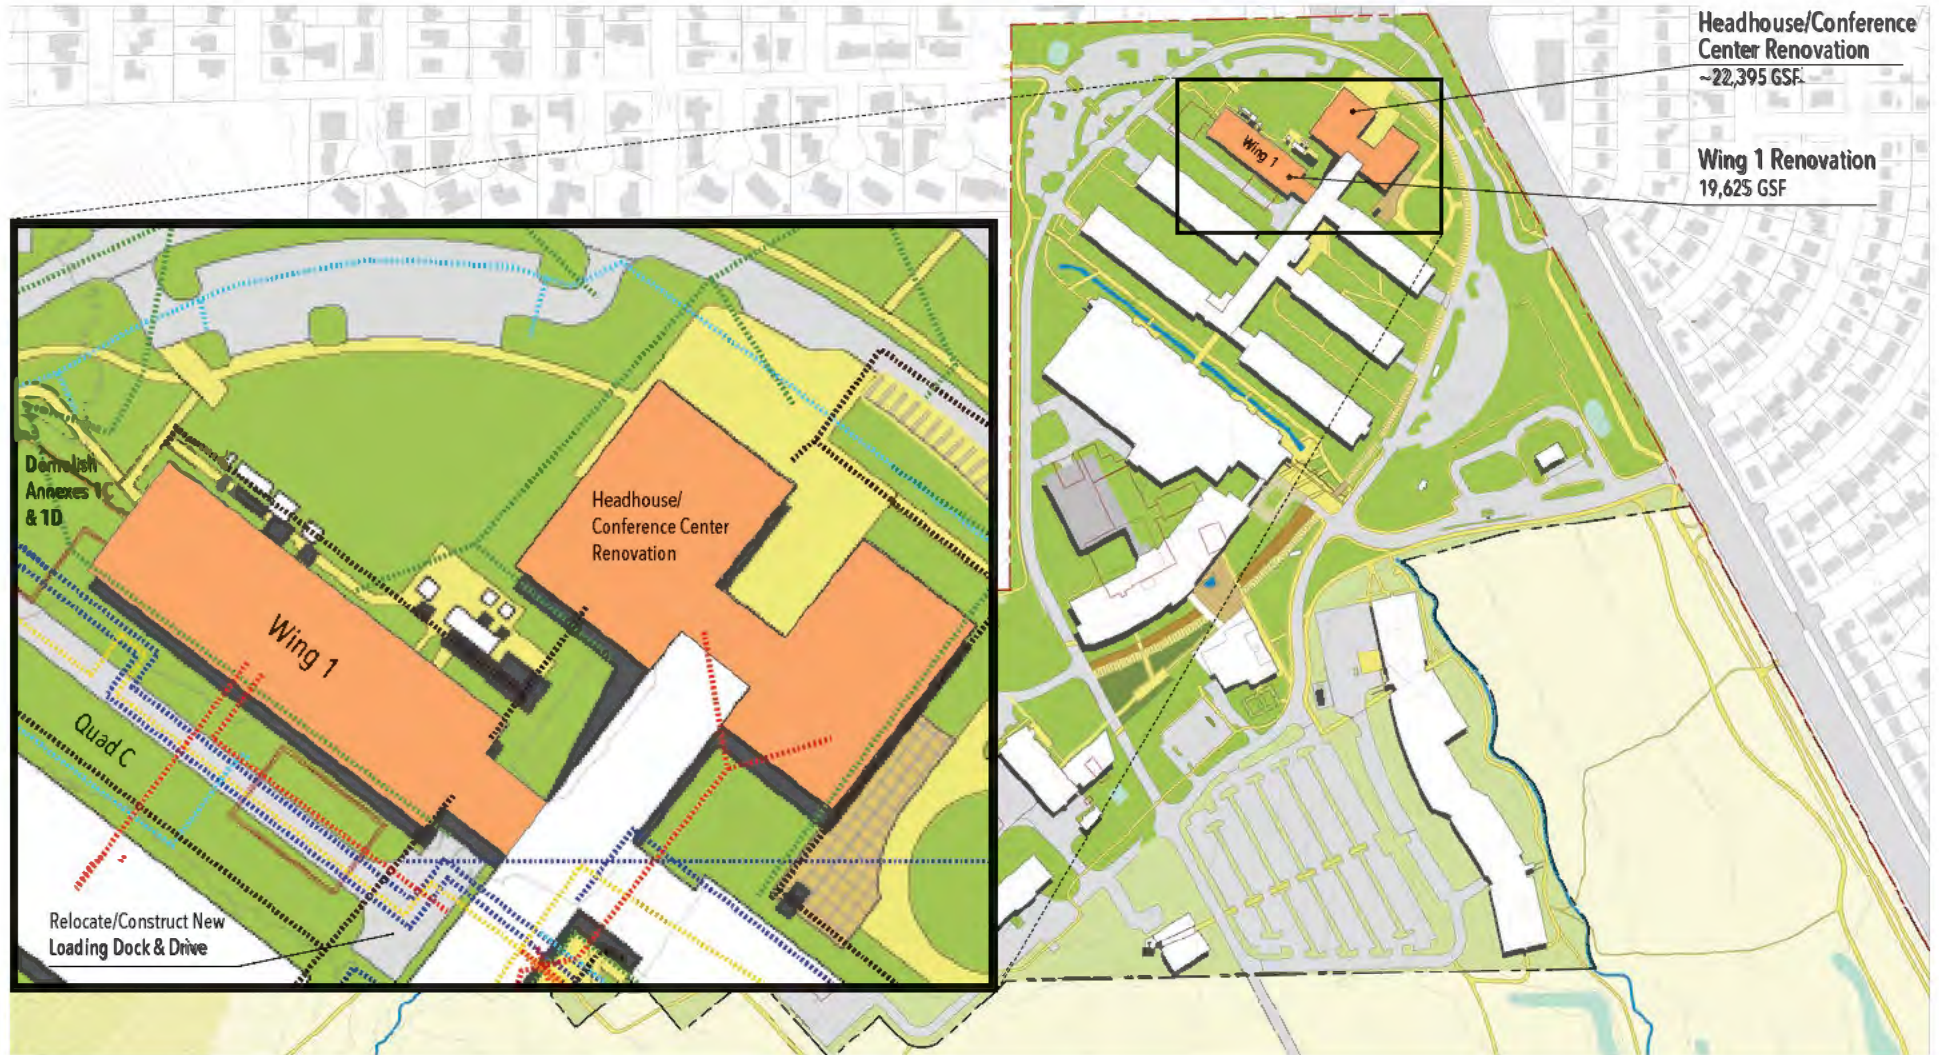 Headhouse/Conference
Center Renovation
~22,395 GSF
Wing 1 Renovation
19,625 GSF
Wing 1
Demolish
Annexes 1C
& 1D
Headhouse/
Conference Center
Renovation
Wing 1
Quad C
Relocate/Construct New
Loading Dock & Drive